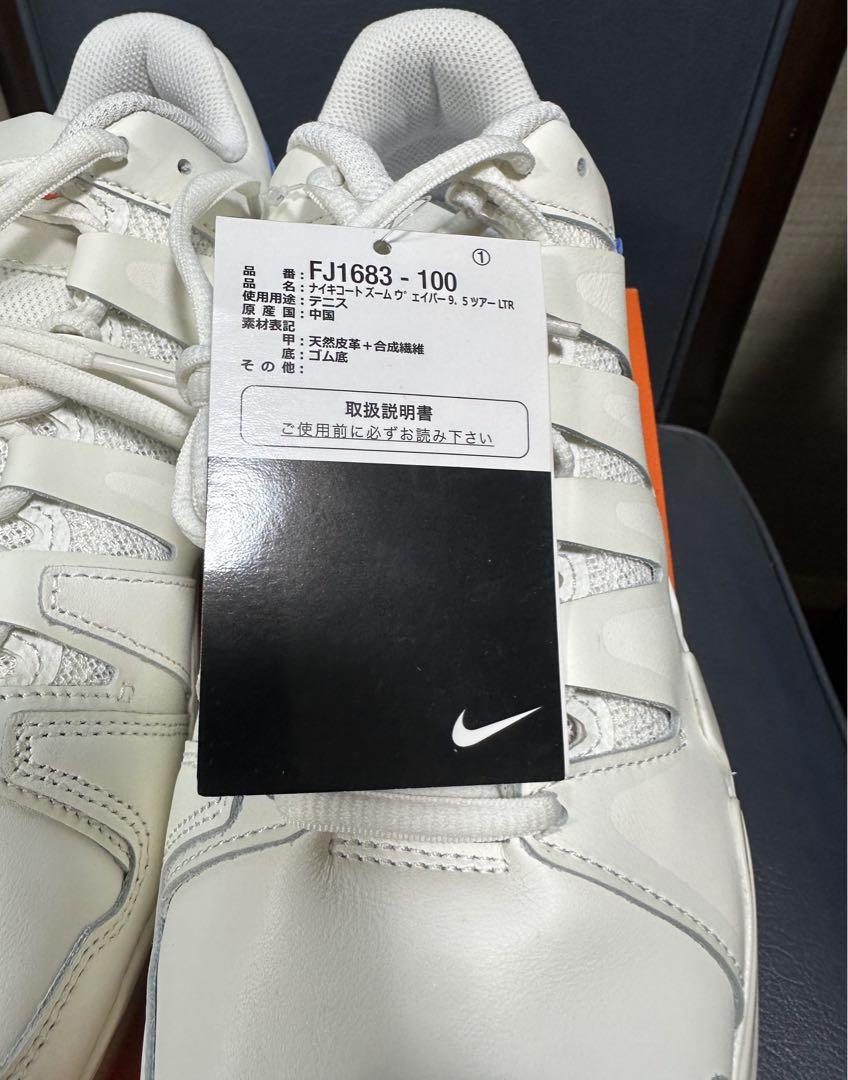 ①
品番：FJ1683 - 100
品名：ナイキコート ズーム ヴェイパー 9. 5 ツアー LTR
使用用途：テニス
原産国：中国
素材表記
甲：天然皮革＋合成繊維
底：ゴム底
その他：
取扱説明書
ご使用前に必ずお読み下さい